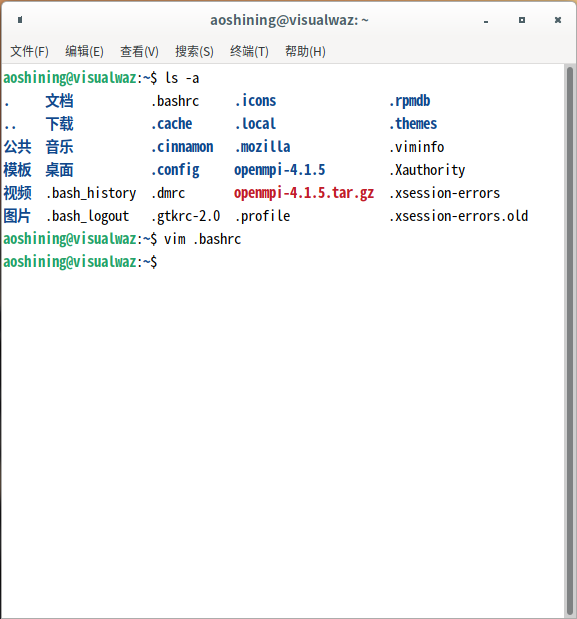 aoshining@visualwaz: ~
文件(F) 编辑(E) 查看(V) 搜索(S) 终端(T) 帮助(H)
aoshining@visualwaz:~$ ls -a
. 文档 .bashrc .icons .rpmdb
.. 下载 .cache .local .themes
公共 音乐 .cinnamon .mozilla .viminfo
模板 桌面 .config openmpi-4.1.5 .Xauthority
视频 .bash_history .dmrc openmpi-4.1.5.tar.gz .xsession-errors
图片 .bash_logout .gtkrc-2.0 .profile .xsession-errors.old
aoshining@visualwaz:~$ vim .bashrc
aoshining@visualwaz:~$